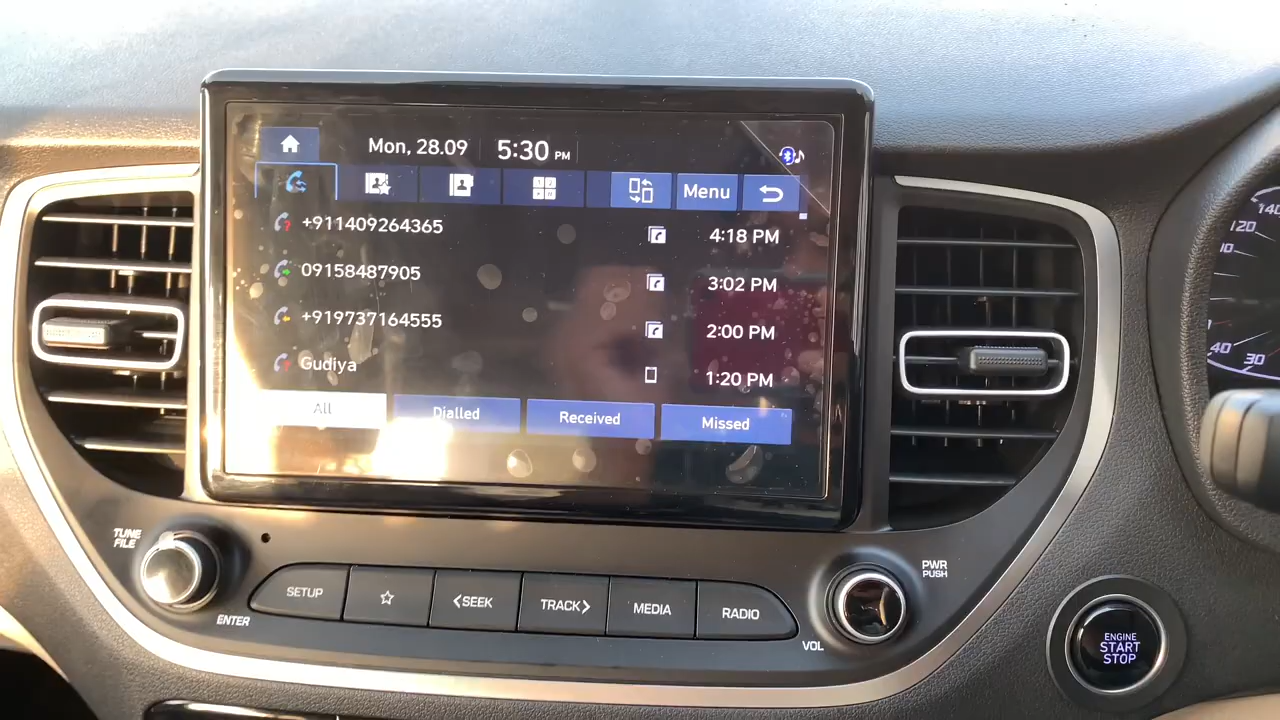 Mon, 28.09 5:30 PM
Menu
+911409264365 4:18 PM
09158487905 3:02 PM
+919737164555 2:00 PM
Gudiya 1:20 PM
All Dialled Received Missed
TUNE
FILE
ENTER
SETUP
SEEK
TRACK
MEDIA
RADIO
VOL
PWR
PUSH
ENGINE
START
STOP
140
120
40
30